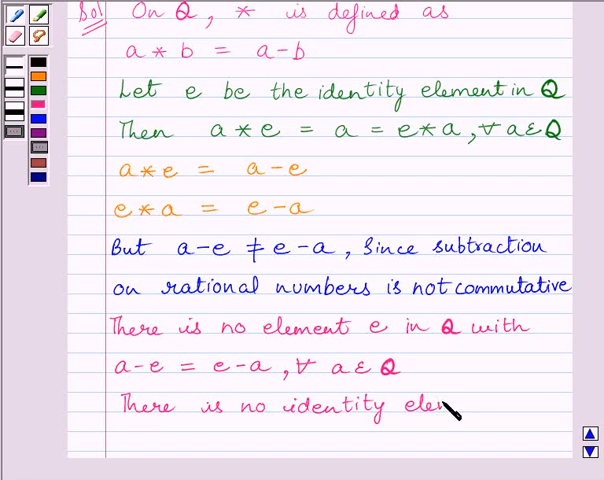 Sol On Q, * is defined as
a * b = a - b
Let e be the identity element in Q
Then a * e = a = e * a, ∀ a ε Q
a * e = a - e
e * a = e - a
But a - e ≠ e - a, Since subtraction
on rational numbers is not commutative
There is no element e in Q with
a - e = e - a, ∀ a ε Q
There is no identity elem